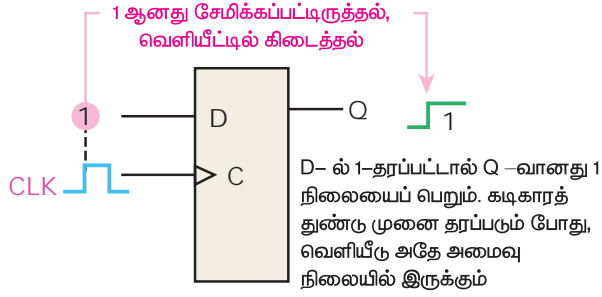 1 ஆனது சேமிக்கப்பட்டிருத்தல்,
வெளியீட்டில் கிடைத்தல்
1
D
Q
1
CLK
C
D– ல் 1–தரப்பட்டால் Q –வானது 1
நிலையைப் பெறும். கடிகாரத்
துண்டு முனை தரப்படும் போது,
வெளியீடு அதே அமைவு
நிலையில் இருக்கும்